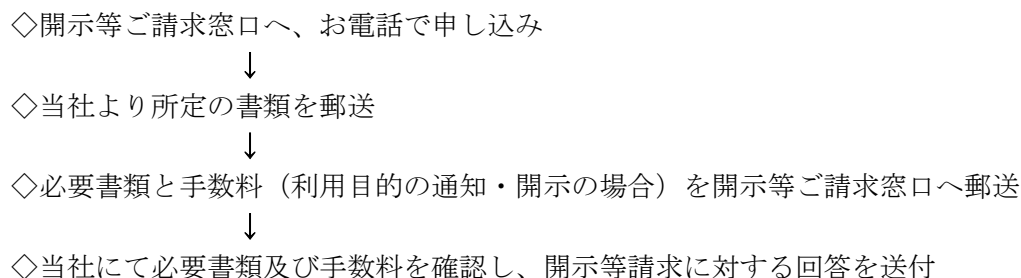 ◇開示等ご請求窓口へ、お電話で申し込み
↓
◇当社より所定の書類を郵送
↓
◇必要書類と手数料（利用目的の通知・開示の場合）を開示等ご請求窓口へ郵送
↓
◇当社にて必要書類及び手数料を確認し、開示等請求に対する回答を送付